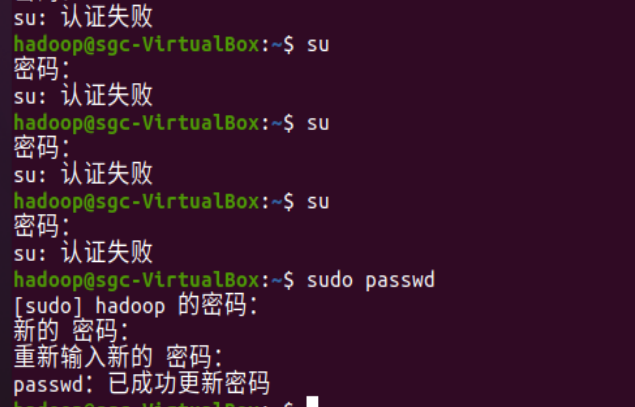 su: 认证失败
hadoop@sgc-VirtualBox:~$ su
密码：
su: 认证失败
hadoop@sgc-VirtualBox:~$ su
密码：
su: 认证失败
hadoop@sgc-VirtualBox:~$ su
密码：
su: 认证失败
hadoop@sgc-VirtualBox:~$ sudo passwd
[sudo] hadoop 的密码：
新的 密码：
重新输入新的 密码：
passwd：已成功更新密码
hadoop@sgc-VirtualBox:~$